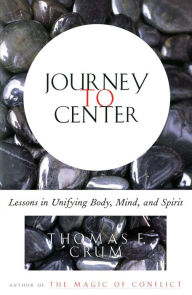 JOURNEY
TO
CENTER
Lessons in Unifying Body, Mind, and Spirit
THOMAS F.
CRUM
AUTHOR OF THE MAGIC OF CONFLICT